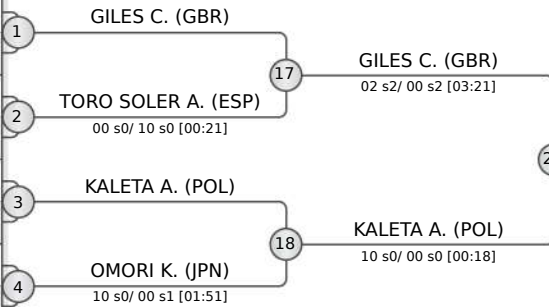 GILES C. (GBR)
1
17
GILES C. (GBR)
02 s2/ 00 s2 [03:21]
TORO SOLER A. (ESP)
2
00 s0/ 10 s0 [00:21]
2
KALETA A. (POL)
3
18
KALETA A. (POL)
10 s0/ 00 s0 [00:18]
OMORI K. (JPN)
4
10 s0/ 00 s1 [01:51]